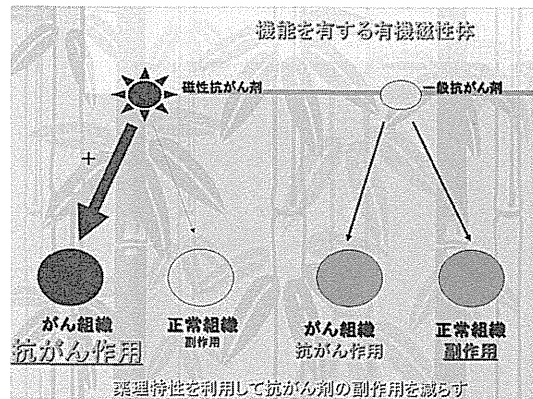 機能を有する有機磁性体
磁性抗がん剤
一般抗がん剤
+
がん組織
抗がん作用
正常組織
副作用
がん組織
抗がん作用
正常組織
副作用
薬理特性を利用して抗がん剤の副作用を減らす